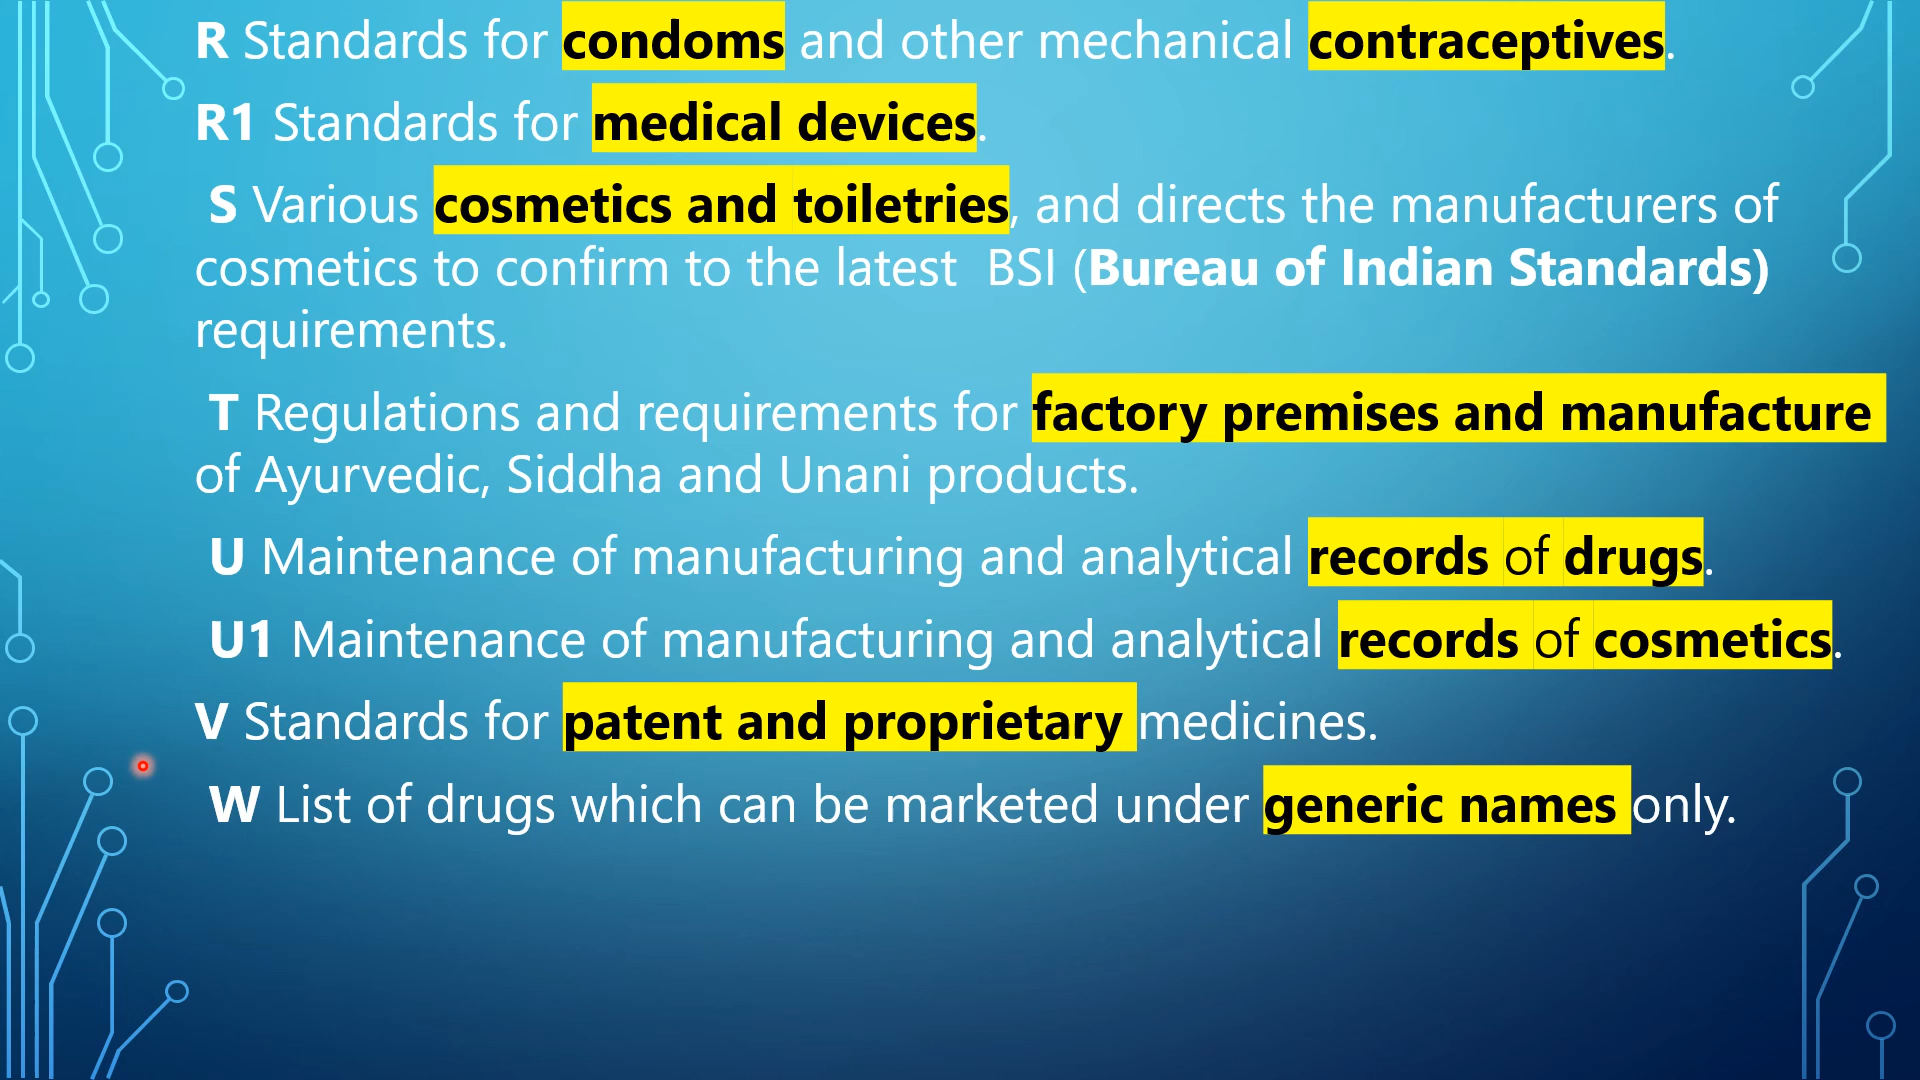 R Standards for condoms and other mechanical contraceptives.
R1 Standards for medical devices.
S Various cosmetics and toiletries, and directs the manufacturers of
cosmetics to confirm to the latest BSI (Bureau of Indian Standards)
requirements.
T Regulations and requirements for factory premises and manufacture
of Ayurvedic, Siddha and Unani products.
U Maintenance of manufacturing and analytical records of drugs.
U1 Maintenance of manufacturing and analytical records of cosmetics.
V Standards for patent and proprietary medicines.
W List of drugs which can be marketed under generic names only.